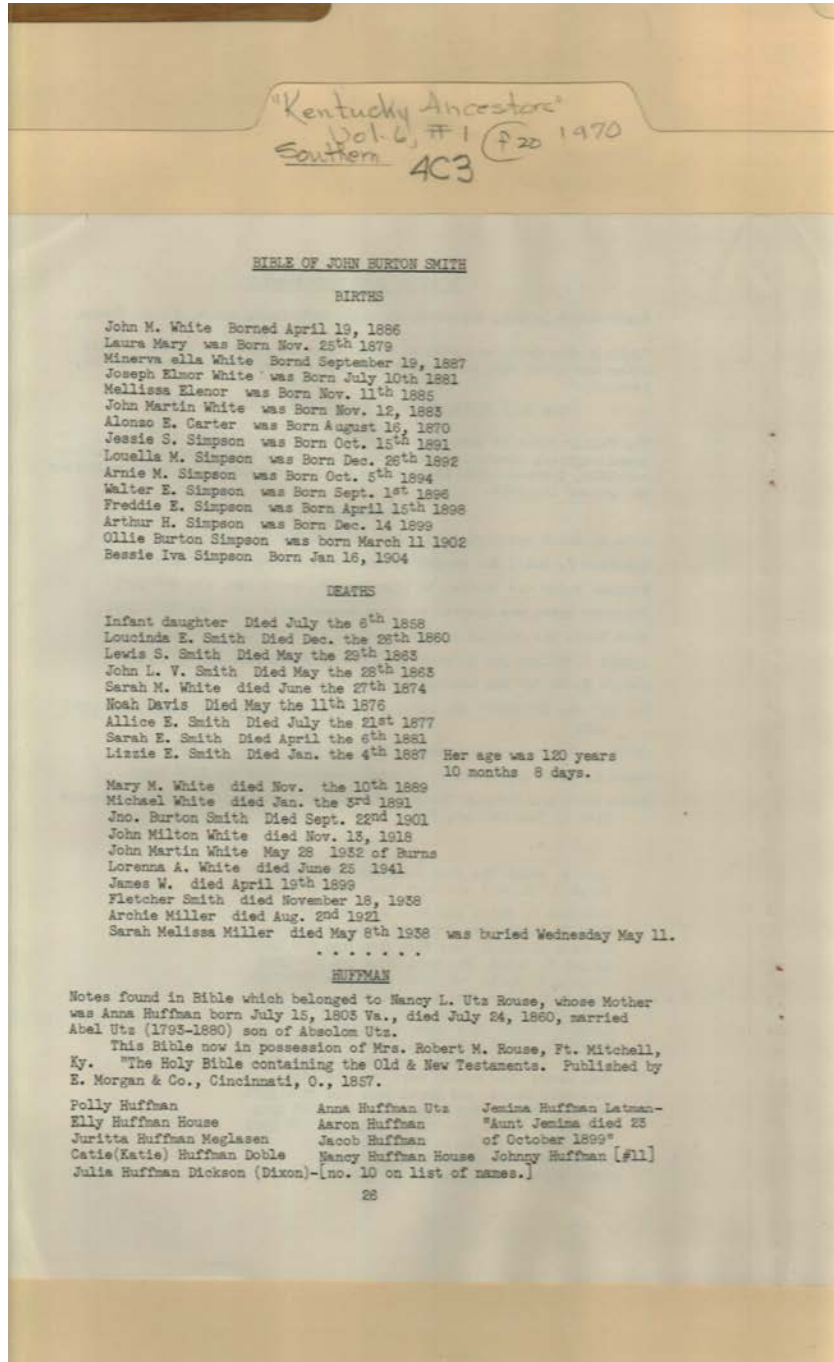 "Kentucky Ancestors"
Vol. 6, #1 p 20 1970
Southern 4C3
BIBLE OF JOHN BURTON SMITH
BIRTHS
John M. White Borned April 19, 1886
Laura Mary was Born Nov. 25th 1879
Minerva ella White Bornd September 19, 1887
Joseph Elmor White was Born July 10th 1881
Mellissa Elenor was Born Nov. 11th 1885
John Martin White was Born Nov. 12, 1883
Alonzo E. Carter was Born August 16, 1870
Jessie S. Simpson was Born Oct. 15th 1891
Louella M. Simpson was Born Dec. 26th 1892
Arnie M. Simpson was Born Oct. 5th 1894
Walter E. Simpson was Born Sept. 1st 1896
Freddie E. Simpson was Born April 15th 1898
Arthur H. Simpson was Born Dec. 14 1899
Ollie Burton Simpson was born March 11 1902
Bessie Iva Simpson Born Jan 16, 1904
DEATHS
Infant daughter Died July the 6th 1858
Loucinda E. Smith Died Dec. the 26th 1860
Lewis S. Smith Died May the 29th 1863
John L. V. Smith Died May the 28th 1863
Sarah M. White died June the 27th 1874
Noah Davis Died May the 11th 1876
Allice E. Smith Died July the 21st 1877
Sarah E. Smith Died April the 6th 1881
Lizzie E. Smith Died Jan. the 4th 1887 Her age was 120 years
10 months 8 days.
Mary M. White died Nov. the 10th 1889
Michael White died Jan. the 3rd 1891
Jno. Burton Smith Died Sept. 22nd 1901
John Milton White died Nov. 13, 1918
John Martin White May 28 1932 of Burns
Lorenna A. White died June 25 1941
James W. died April 19th 1899
Fletcher Smith died November 18, 1938
Archie Miller died Aug. 2nd 1921
Sarah Melissa Miller died May 8th 1938 was buried Wednesday May 11.
. . . . . . .
HUFFMAN
Notes found in Bible which belonged to Nancy L. Utz Rouse, whose Mother
was Anna Huffman born July 15, 1803 Va., died July 24, 1860, married
Abel Utz (1793-1880) son of Absolom Utz.
This Bible now in possession of Mrs. Robert M. Rouse, Ft. Mitchell,
Ky. "The Holy Bible containing the Old & New Testaments. Published by
E. Morgan & Co., Cincinnati, O., 1857.
Polly Huffman Anna Huffman Utz Jemima Huffman Latman-
Elly Huffman House Aaron Huffman "Aunt Jemima died 23
Juritta Huffman Meglasen Jacob Huffman of October 1899"
Catie(Katie) Huffman Doble Nancy Huffman House Johnny Huffman [#11]
Julia Huffman Dickson (Dixon)-[no. 10 on list of names.]
26